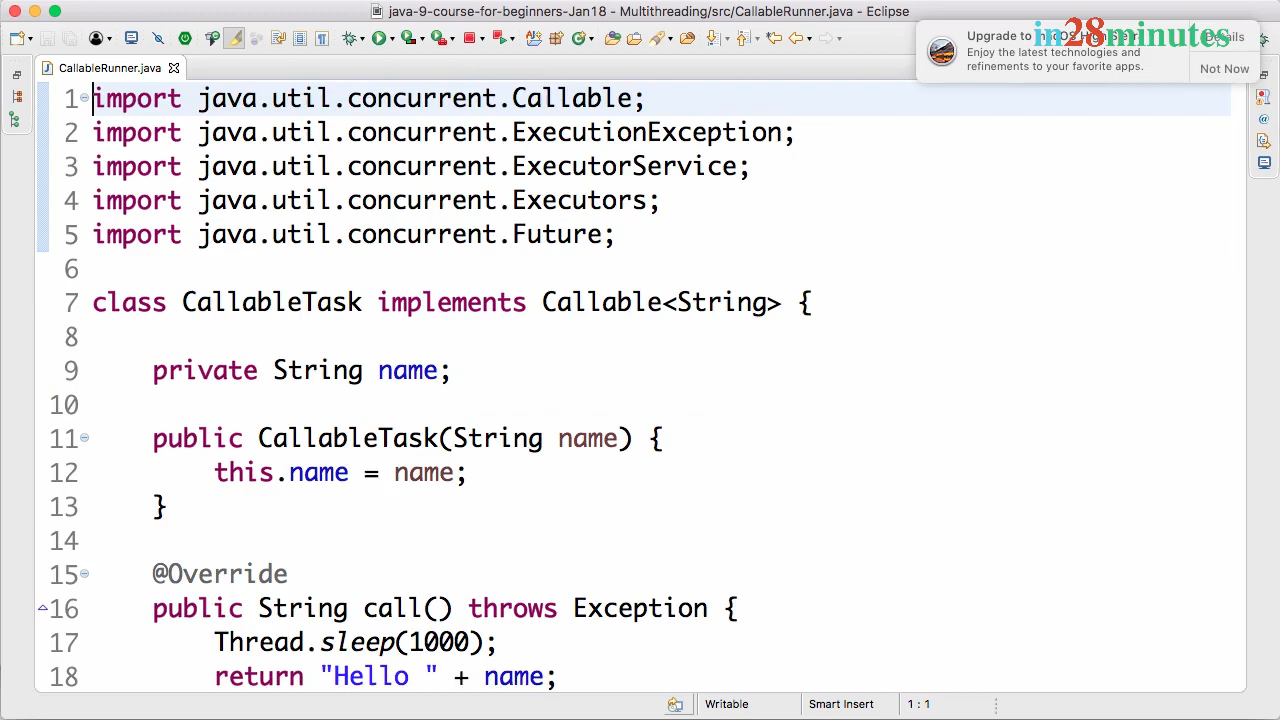 java-9-course-for-beginners-Jan18 - Multithreading/src/CallableRunner.java - Eclipse
in28minutes
Upgrade to macOS High Sierra
Enjoy the latest technologies and
refinements to your favorite apps.
Details
Not Now
CallableRunner.java
1 import java.util.concurrent.Callable;
2 import java.util.concurrent.ExecutionException;
3 import java.util.concurrent.ExecutorService;
4 import java.util.concurrent.Executors;
5 import java.util.concurrent.Future;
6
7 class CallableTask implements Callable<String> {
8
9 private String name;
10
11 public CallableTask(String name) {
12 this.name = name;
13 }
14
15 @Override
16 public String call() throws Exception {
17 Thread.sleep(1000);
18 return "Hello " + name;
Writable
Smart Insert
1 : 1